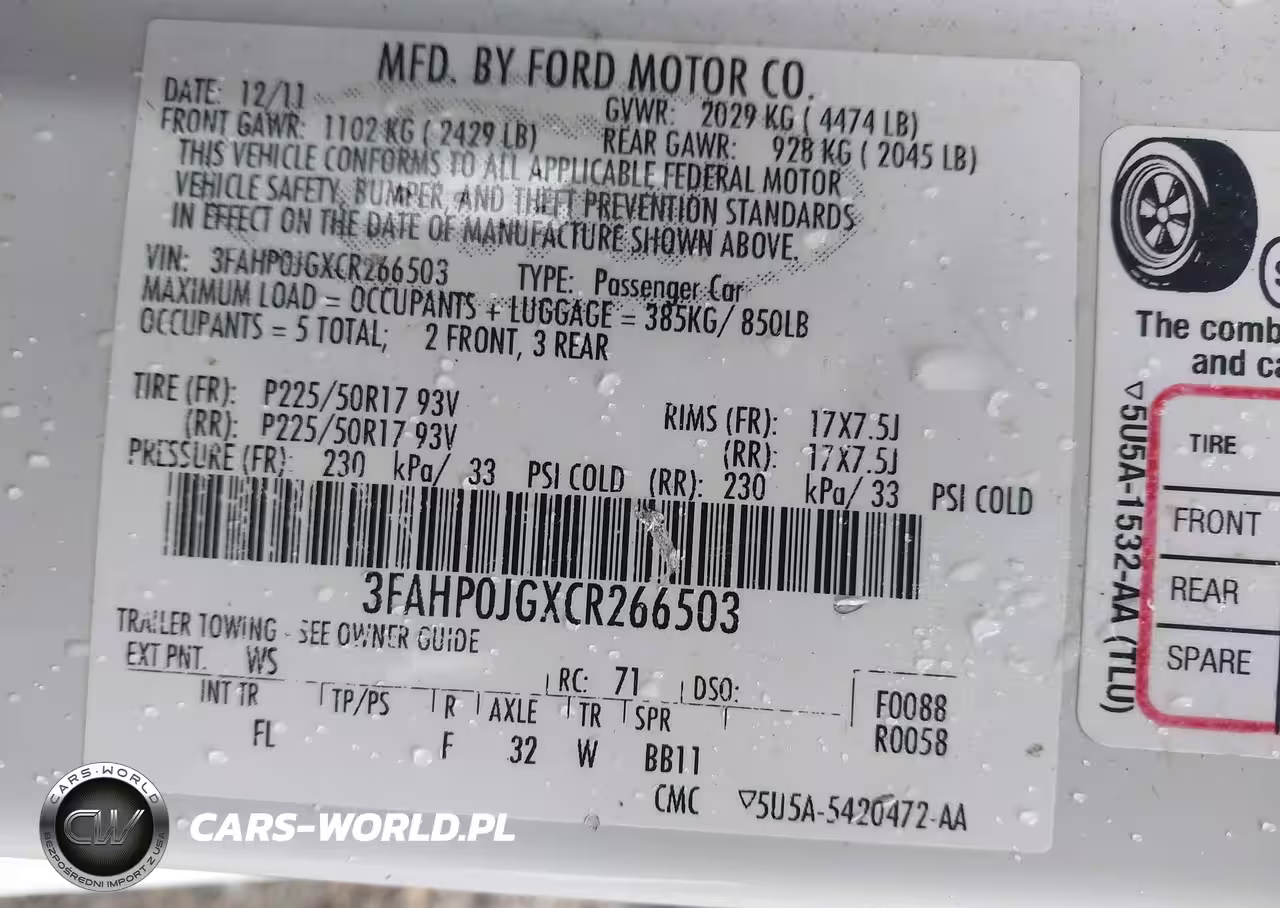 MFD. BY FORD MOTOR CO.
DATE: 12/11 GVWR: 2029 KG ( 4474 LB)
FRONT GAWR: 1102 KG ( 2429 LB) REAR GAWR: 928 KG ( 2045 LB)
THIS VEHICLE CONFORMS TO ALL APPLICABLE FEDERAL MOTOR
VEHICLE SAFETY, BUMPER, AND THEFT PREVENTION STANDARDS
IN EFFECT ON THE DATE OF MANUFACTURE SHOWN ABOVE.
VIN: 3FAHP0JGXCR266503 TYPE: Passenger Car
MAXIMUM LOAD = OCCUPANTS + LUGGAGE = 385KG/ 850LB
OCCUPANTS = 5 TOTAL; 2 FRONT, 3 REAR
TIRE (FR): P225/50R17 93V RIMS (FR): 17X7.5J
(RR): P225/50R17 93V (RR): 17X7.5J
PRESSURE (FR): 230 kPa/ 33 PSI COLD (RR): 230 kPa/ 33 PSI COLD
3FAHP0JGXCR266503
TRAILER TOWING - SEE OWNER GUIDE
EXT PNT. WS RC: 71 DSO:
INT TR TP/PS R AXLE TR SPR F0088
FL F 32 W BB11 R0058
CMC ▽5U5A-5420472-AA
The comb
and ca
▽5U5A-1532-AA (TLU)
TIRE
FRONT
REAR
SPARE
CARS-WORLD
CW
BEZPOŚREDNI IMPORT Z USA
CARS-WORLD.PL